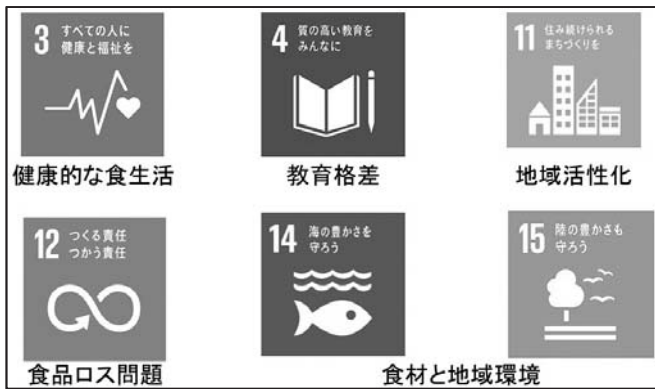 3 すべての人に
健康と福祉を
4 質の高い教育を
みんなに
11 住み続けられる
まちづくりを
健康的な食生活
教育格差
地域活性化
12 つくる責任
つかう責任
14 海の豊かさを
守ろう
15 陸の豊かさも
守ろう
食品ロス問題
食材と地域環境